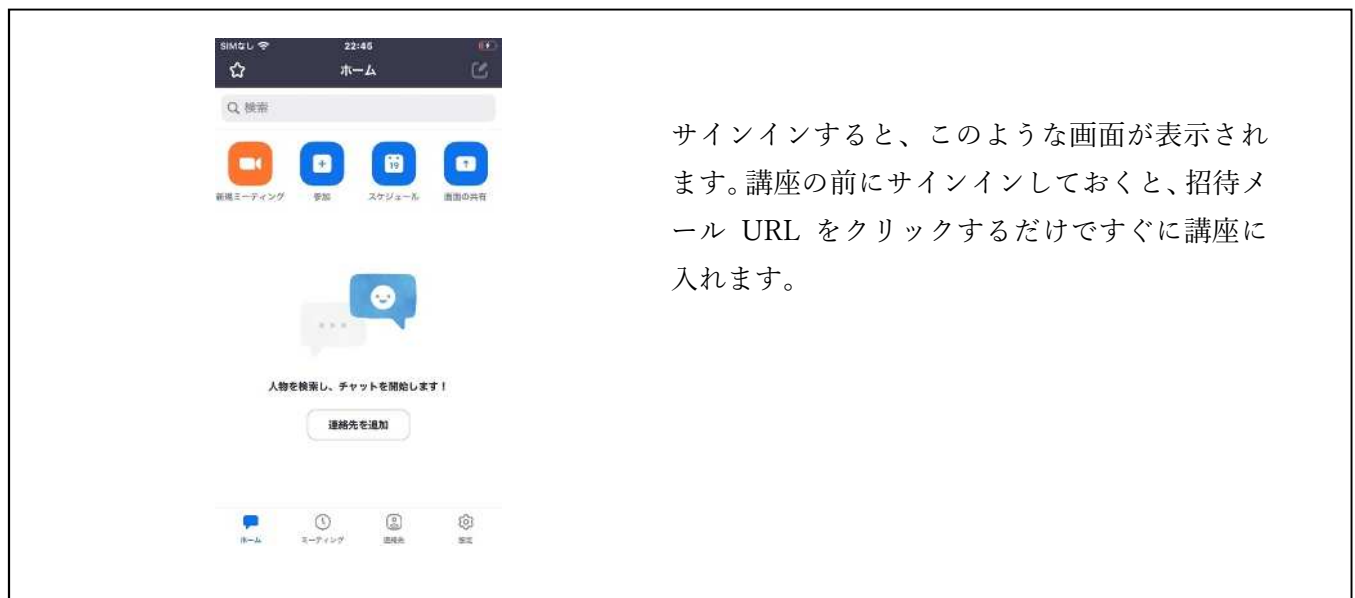 SIMなし 22:46
ホーム
検索
19
新規ミーティング 参加 スケジュール 画面の共有
人物を検索し、チャットを開始します！
連絡先を追加
ホーム ミーティング 連絡先 設定
サインインすると、このような画面が表示され
ます。講座の前にサインインしておくと、招待メ
ール URL をクリックするだけですぐに講座に
入れます。